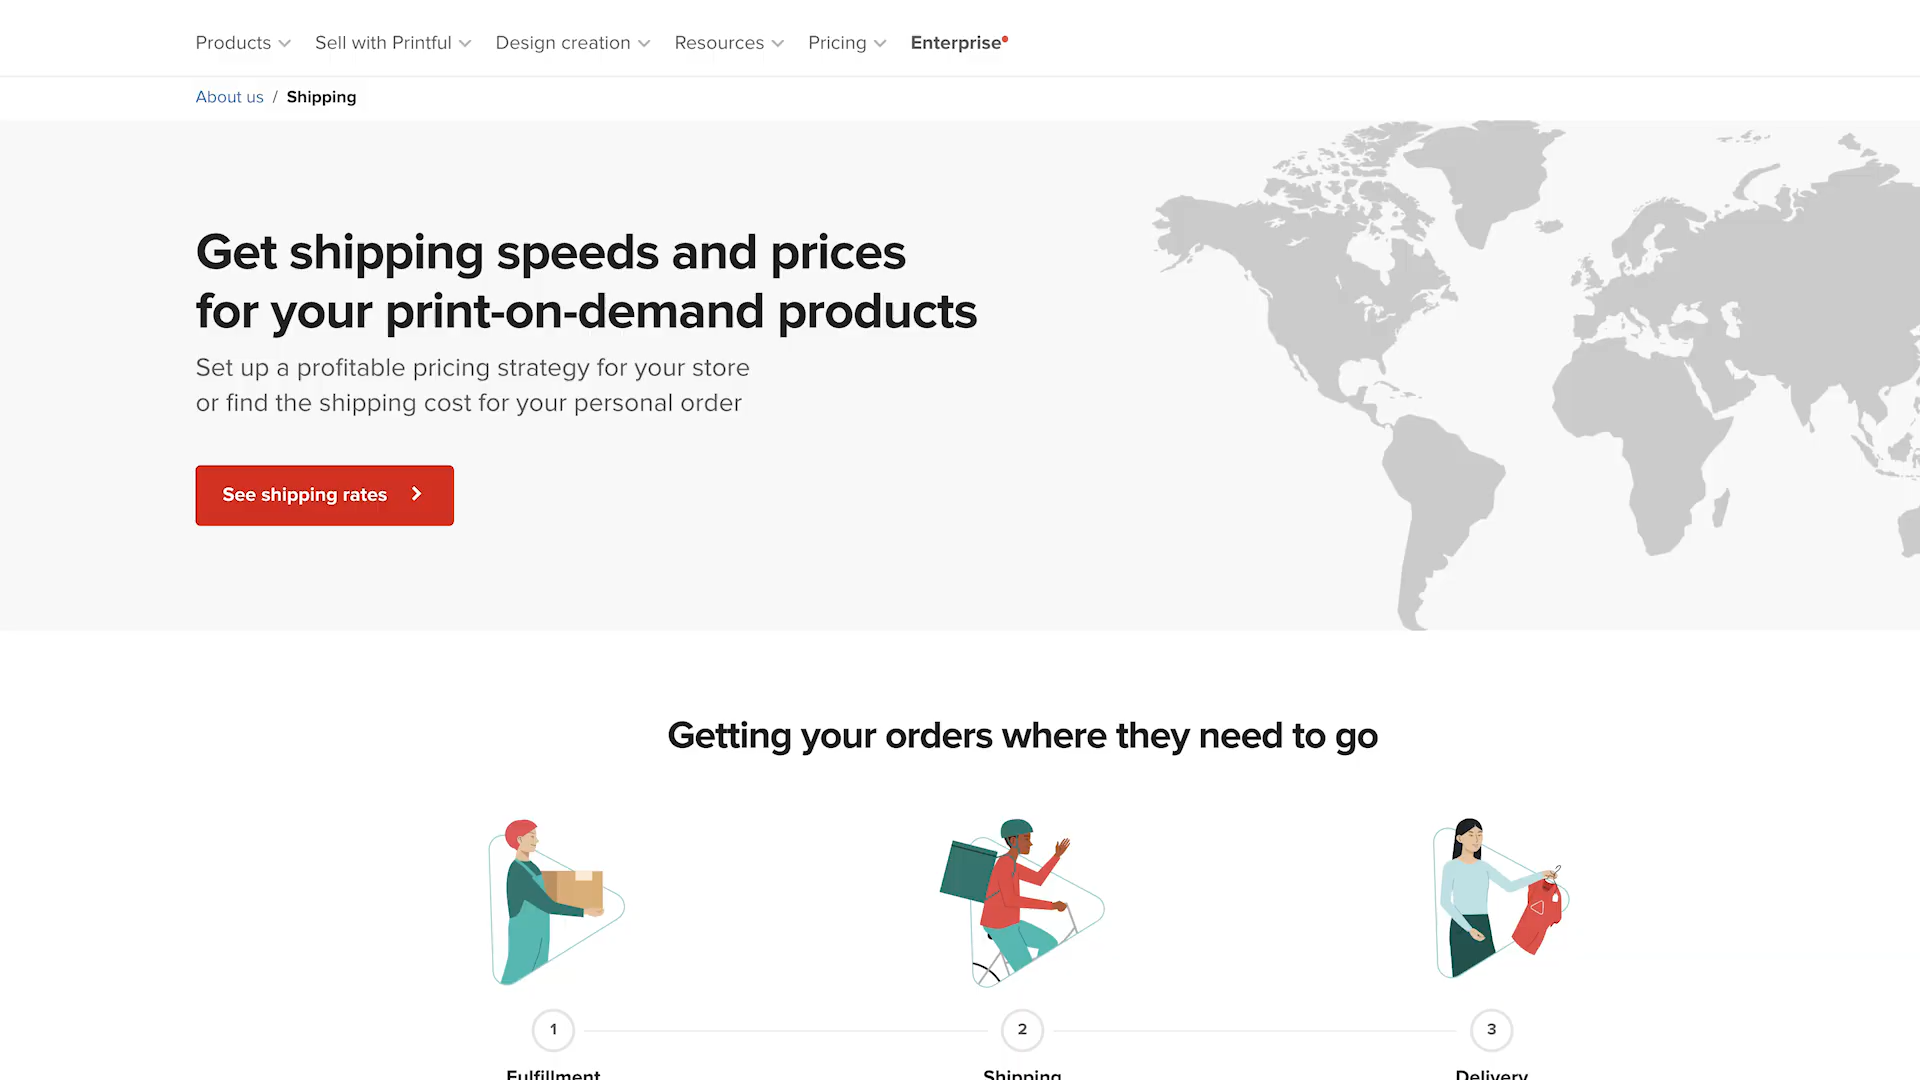 Products Sell with Printful Design creation Resources Pricing Enterprise
About us / Shipping
Get shipping speeds and prices
for your print-on-demand products
Set up a profitable pricing strategy for your store
or find the shipping cost for your personal order
See shipping rates
Getting your orders where they need to go
1 2 3
Fulfillment Shipping Delivery